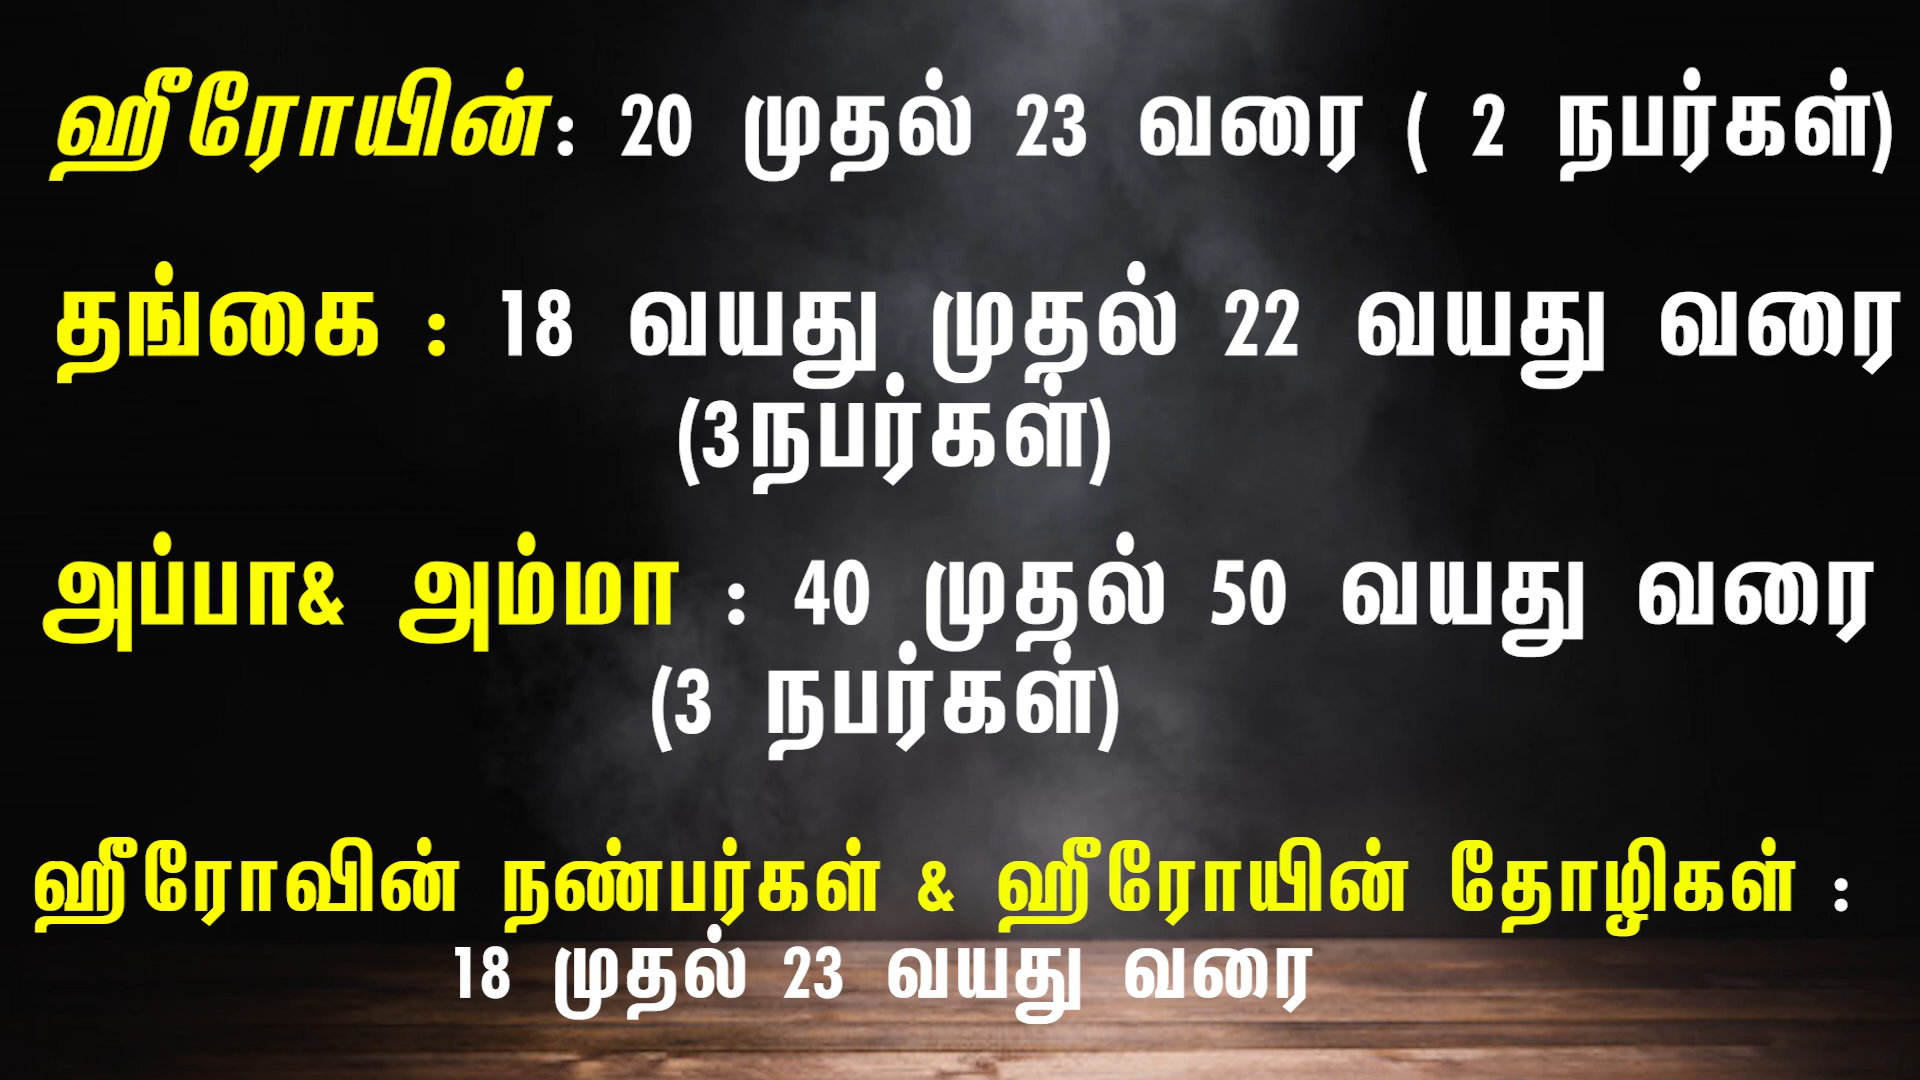 ஹீரோயின்: 20 முதல் 23 வரை ( 2 நபர்கள்)
தங்கை : 18 வயது முதல் 22 வயது வரை
(3நபர்கள்)
அப்பா& அம்மா : 40 முதல் 50 வயது வரை
(3 நபர்கள்)
ஹீரோவின் நண்பர்கள் & ஹீரோயின் தோழிகள் :
18 முதல் 23 வயது வரை